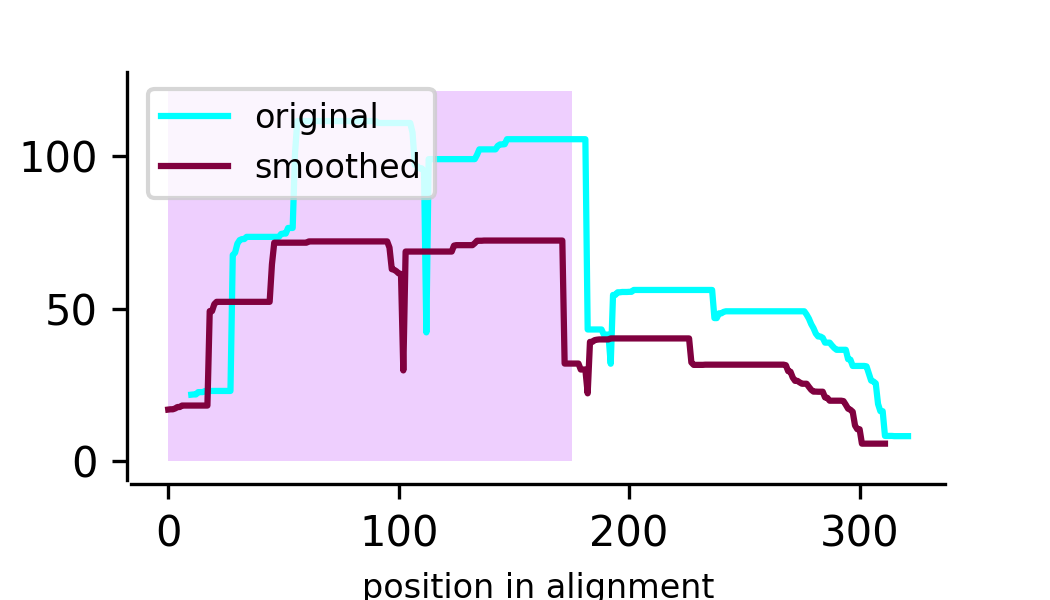 original
smoothed
100
50
0
0 100 200 300
position in alignment